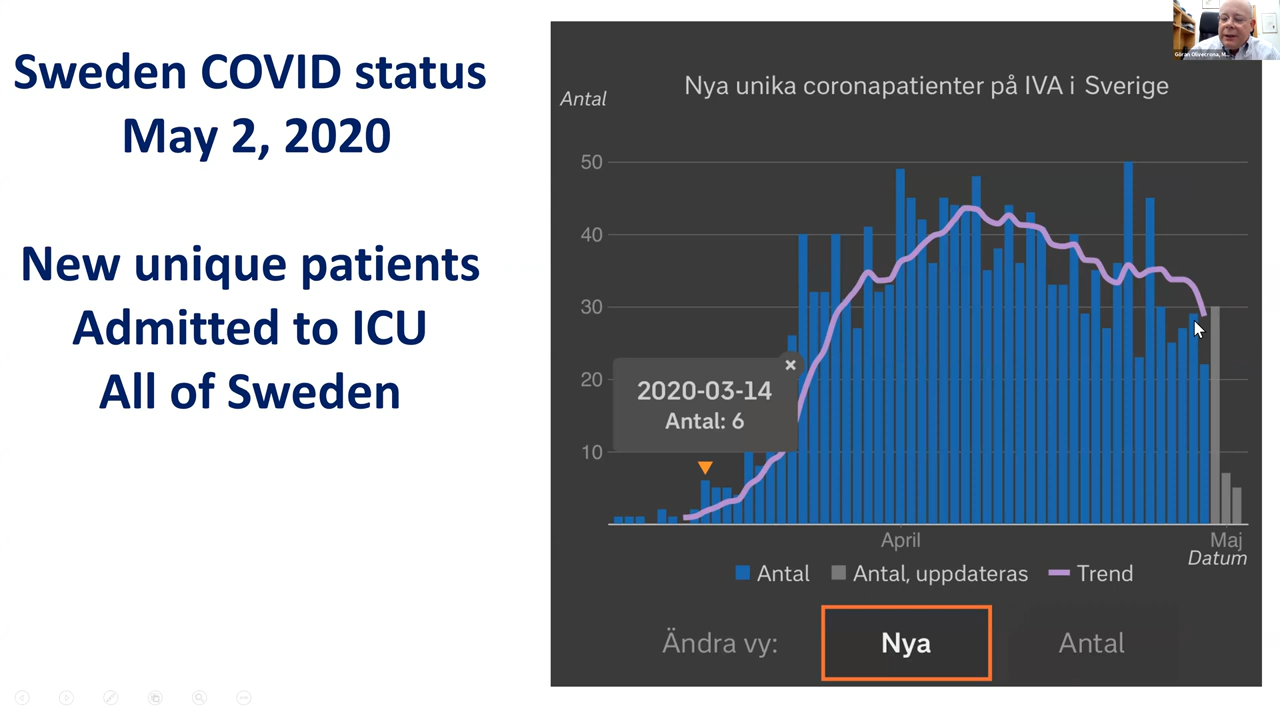 Sweden COVID status
May 2, 2020
New unique patients
Admitted to ICU
All of Sweden
Nya unika coronapatienter på IVA i Sverige
Antal
50
40
30
20
10
2020-03-14
Antal: 6
April
Maj
Datum
Antal
Antal, uppdateras
Trend
Ändra vy:
Nya
Antal
Göran Olivecrona, M...